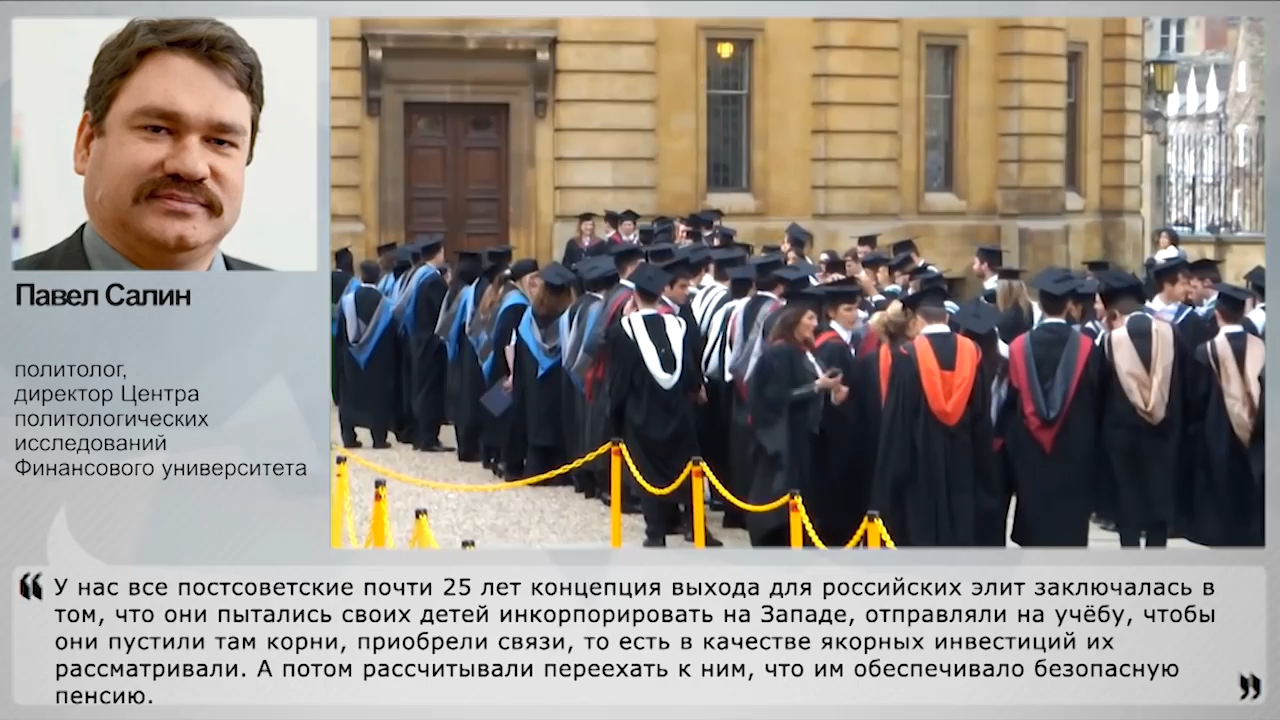 Павел Салин
политолог,
директор Центра
политологических
исследований
Финансового университета
“ У нас все постсоветские почти 25 лет концепция выхода для российских элит заключалась в
том, что они пытались своих детей инкорпорировать на Западе, отправляли на учёбу, чтобы
они пустили там корни, приобрели связи, то есть в качестве якорных инвестиций их
рассматривали. А потом рассчитывали переехать к ним, что им обеспечивало безопасную
пенсию. ”